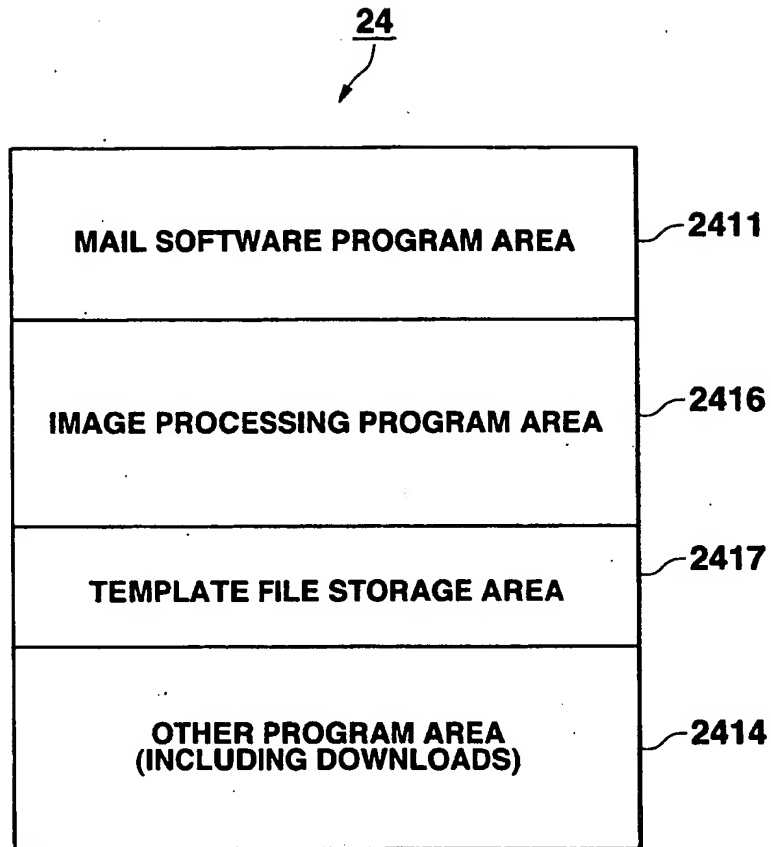 24
MAIL SOFTWARE PROGRAM AREA
2411
IMAGE PROCESSING PROGRAM AREA
2416
TEMPLATE FILE STORAGE AREA
2417
OTHER PROGRAM AREA
(INCLUDING DOWNLOADS)
2414